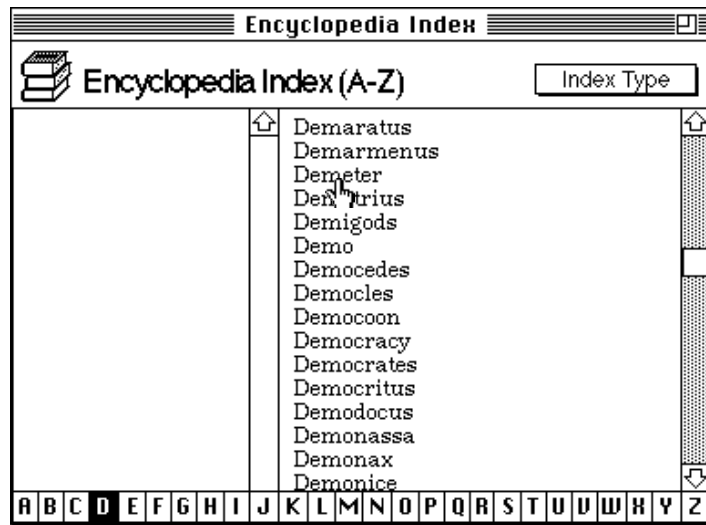 Encyclopedia Index
Encyclopedia Index (A-Z)
Index Type
Demaratus
Demarmenus
Demeter
Demetrius
Demigods
Demo
Democedes
Democles
Democoon
Democracy
Democrates
Democritus
Demodocus
Demonassa
Demonax
Demonice
A B C D E F G H I J K L M N O P Q R S T U V W X Y Z